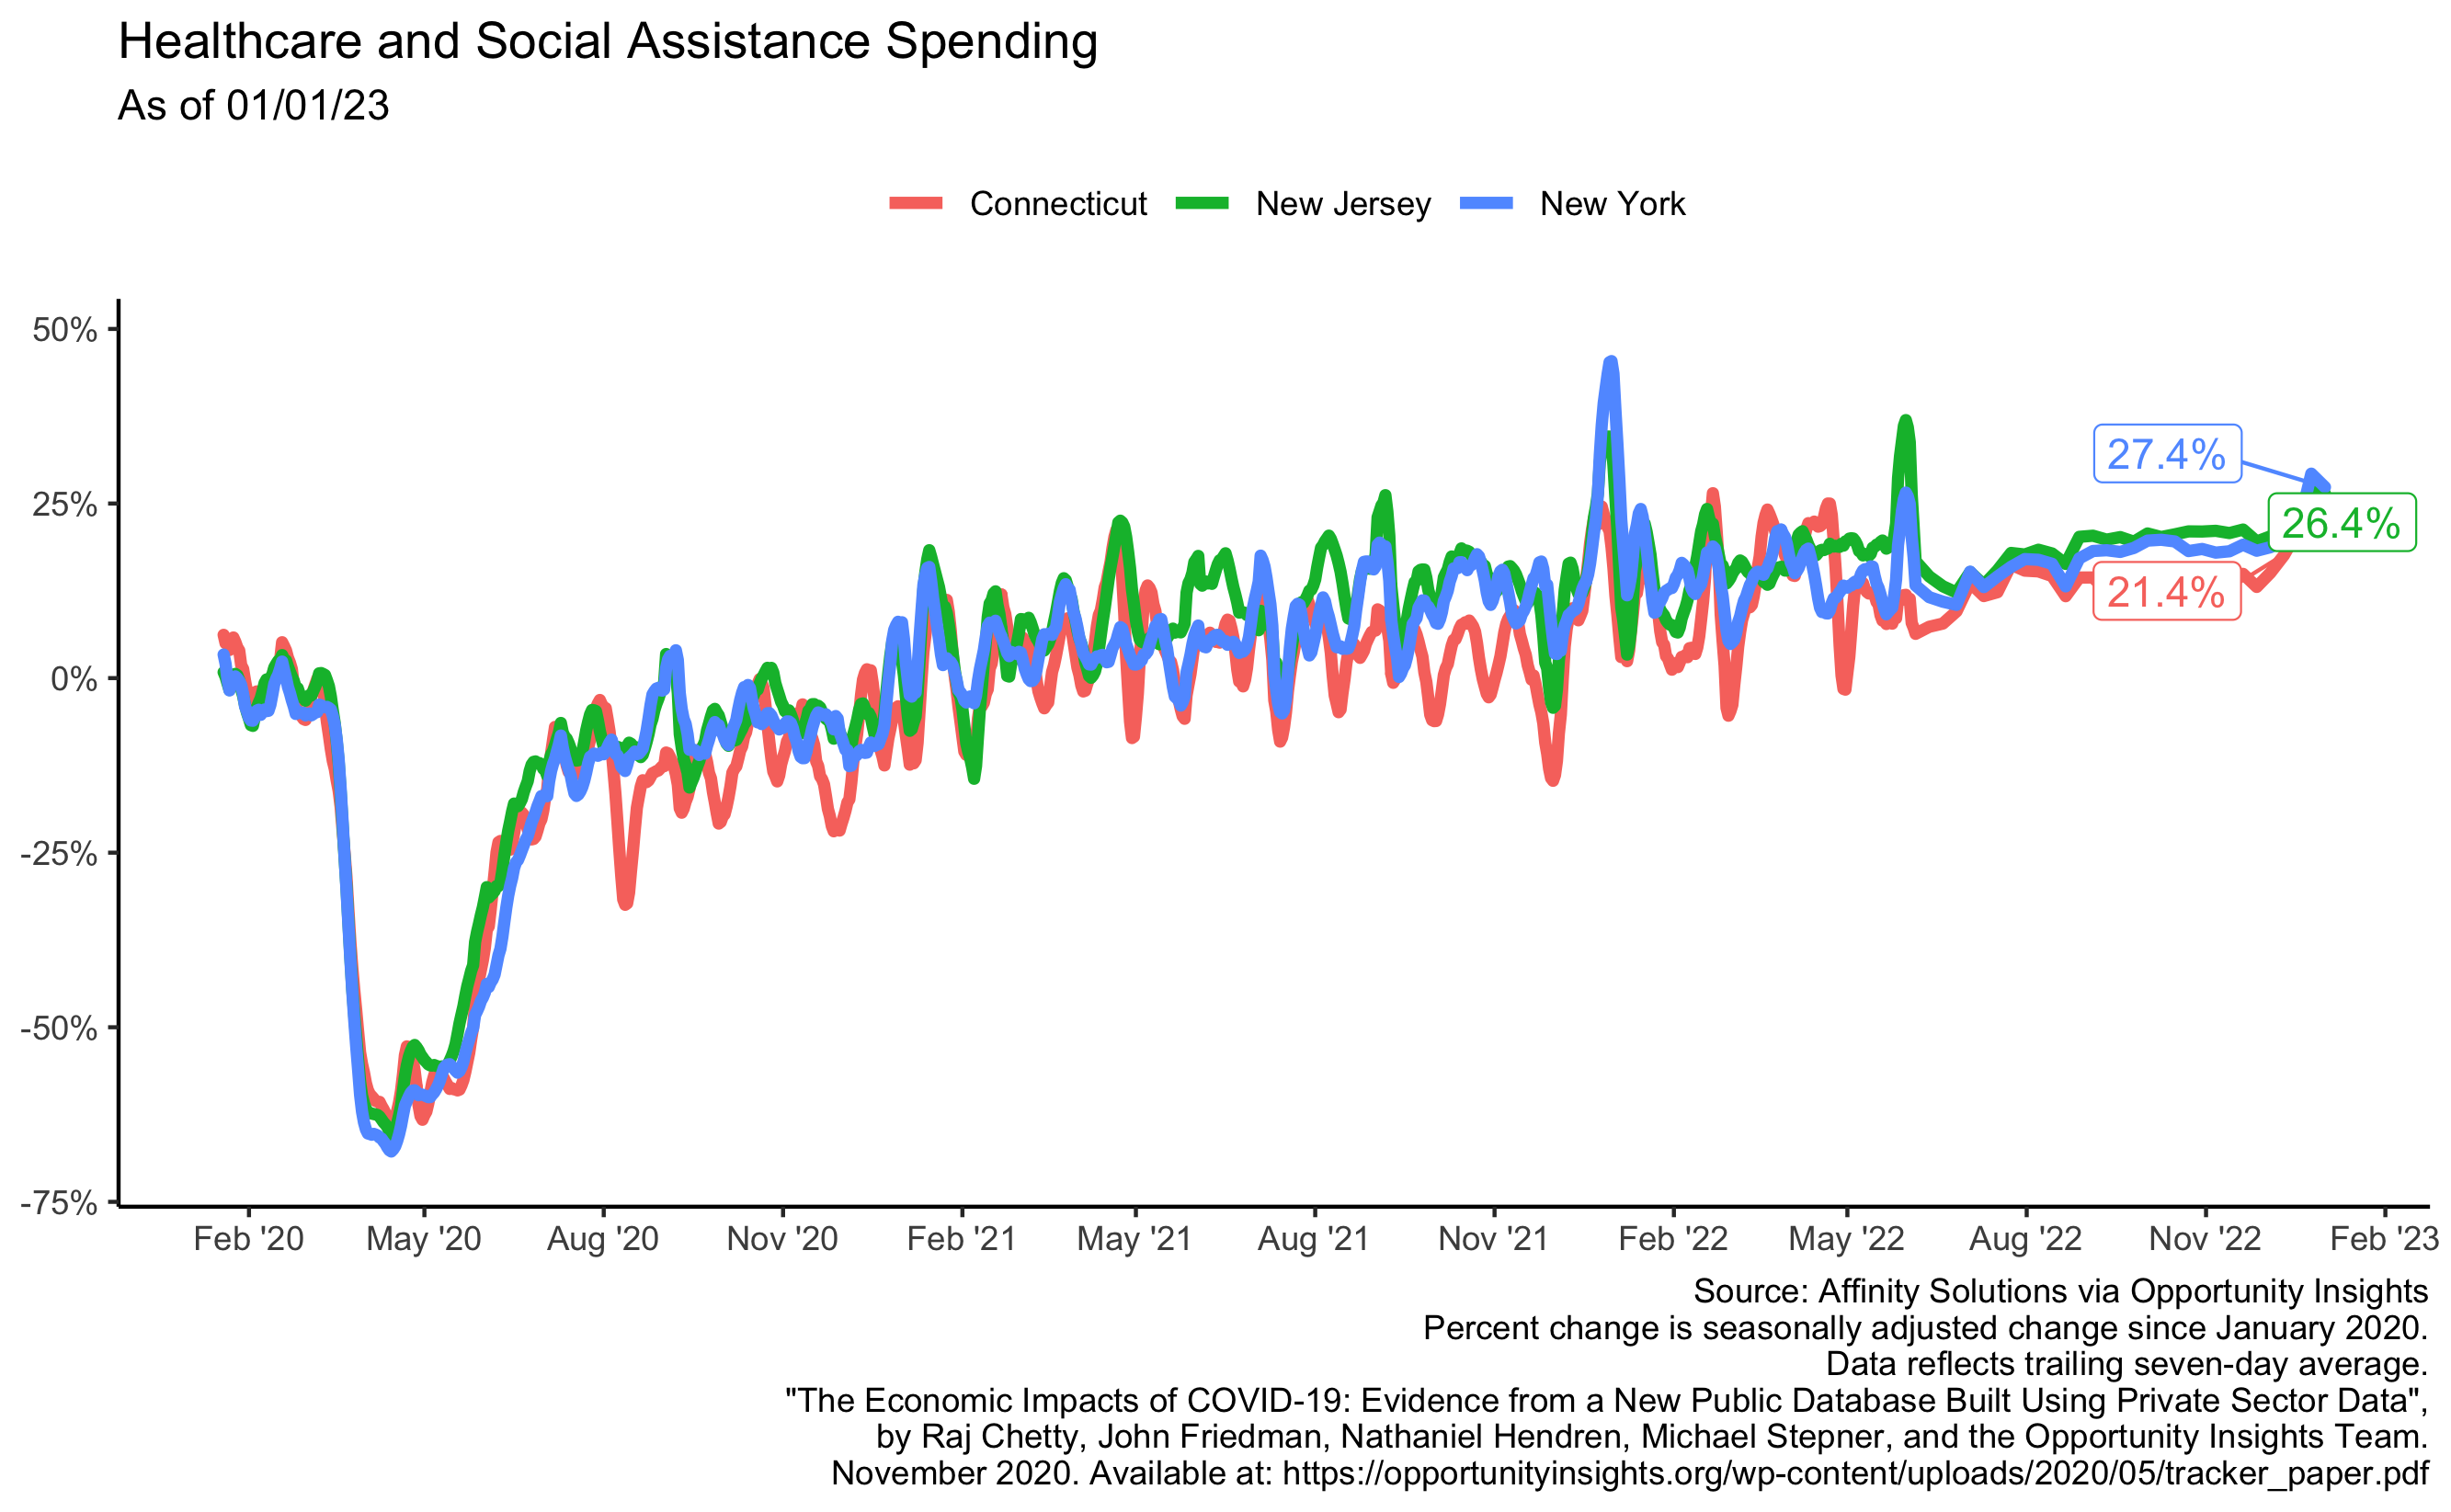 Healthcare and Social Assistance Spending
As of 01/01/23
Connecticut New Jersey New York
50%
25%
0%
-25%
-50%
-75%
27.4%
26.4%
21.4%
Feb '20 May '20 Aug '20 Nov '20 Feb '21 May '21 Aug '21 Nov '21 Feb '22 May '22 Aug '22 Nov '22 Feb '23
Source: Affinity Solutions via Opportunity Insights
Percent change is seasonally adjusted change since January 2020.
Data reflects trailing seven-day average.
"The Economic Impacts of COVID-19: Evidence from a New Public Database Built Using Private Sector Data",
by Raj Chetty, John Friedman, Nathaniel Hendren, Michael Stepner, and the Opportunity Insights Team.
November 2020. Available at: https://opportunityinsights.org/wp-content/uploads/2020/05/tracker_paper.pdf